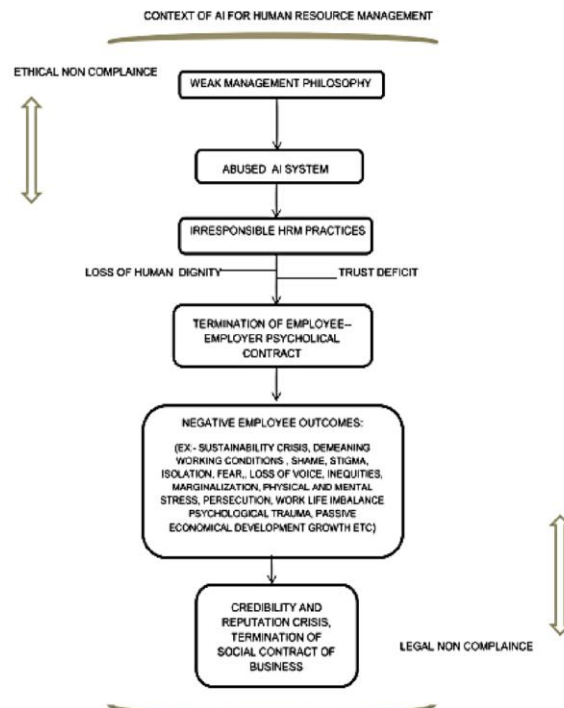 CONTEXT OF AI FOR HUMAN RESOURCE MANAGEMENT
ETHICAL NON COMPLAINCE
WEAK MANAGEMENT PHILOSOPHY
ABUSED AI SYSTEM
IRRESPONSIBLE HRM PRACTICES
LOSS OF HUMAN DIGNITY
TRUST DEFICIT
TERMINATION OF EMPLOYEE--
EMPLOYER PSYCHOLICAL
CONTRACT
NEGATIVE EMPLOYEE OUTCOMES:
(EX:- SUSTAINABILITY CRISIS, DEMEANING
WORKING CONDITIONS , SHAME, STIGMA,
ISOLATION, FEAR,, LOSS OF VOICE, INEQUITIES,
MARGINALIZATION, PHYSICAL AND MENTAL
STRESS, PERSECUTION, WORK LIFE IMBALANCE
PSYCHOLOGICAL TRAUMA, PASSIVE
ECONOMICAL DEVELOPMENT GROWTH ETC)
CREDIBILITY AND
REPUTATION CRISIS,
TERMINATION OF
SOCIAL CONTRACT OF
BUSINESS
LEGAL NON COMPLAINCE